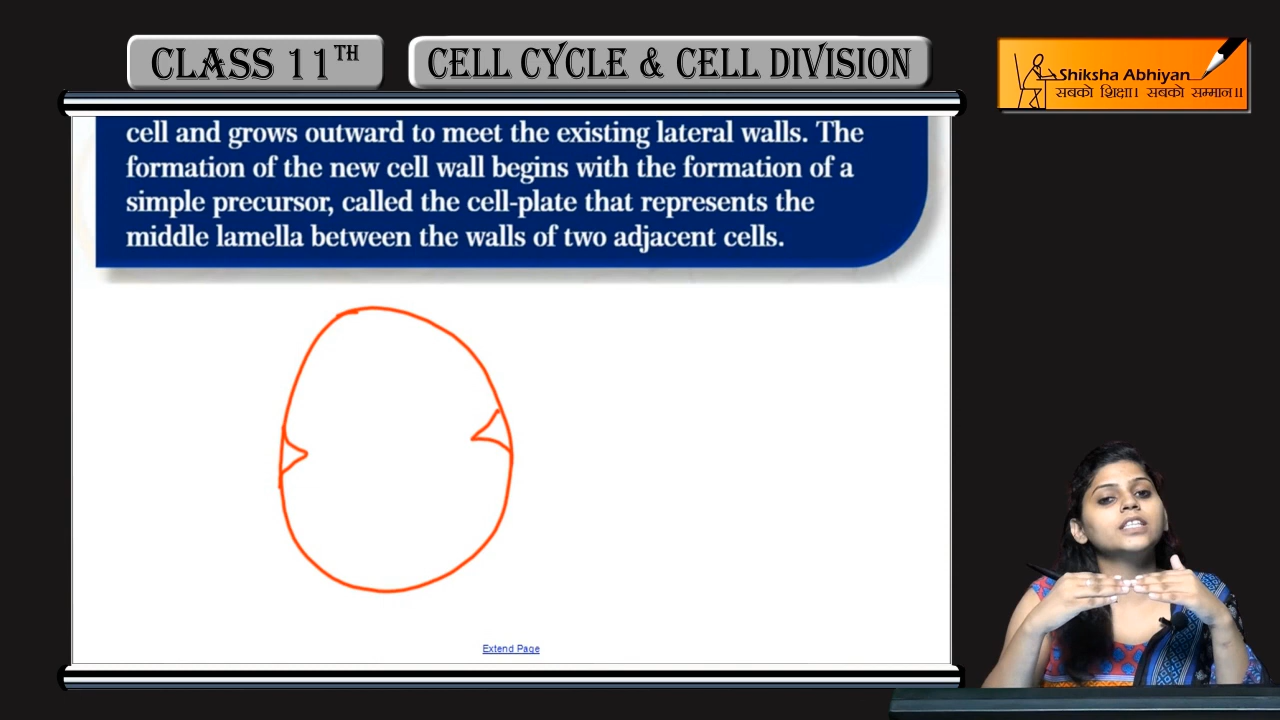 CLASS 11TH
CELL CYCLE & CELL DIVISION
Shiksha Abhiyan
सबको शिक्षा। सबको सम्मान।।
cell and grows outward to meet the existing lateral walls. The
formation of the new cell wall begins with the formation of a
simple precursor, called the cell-plate that represents the
middle lamella between the walls of two adjacent cells.
Extend Page